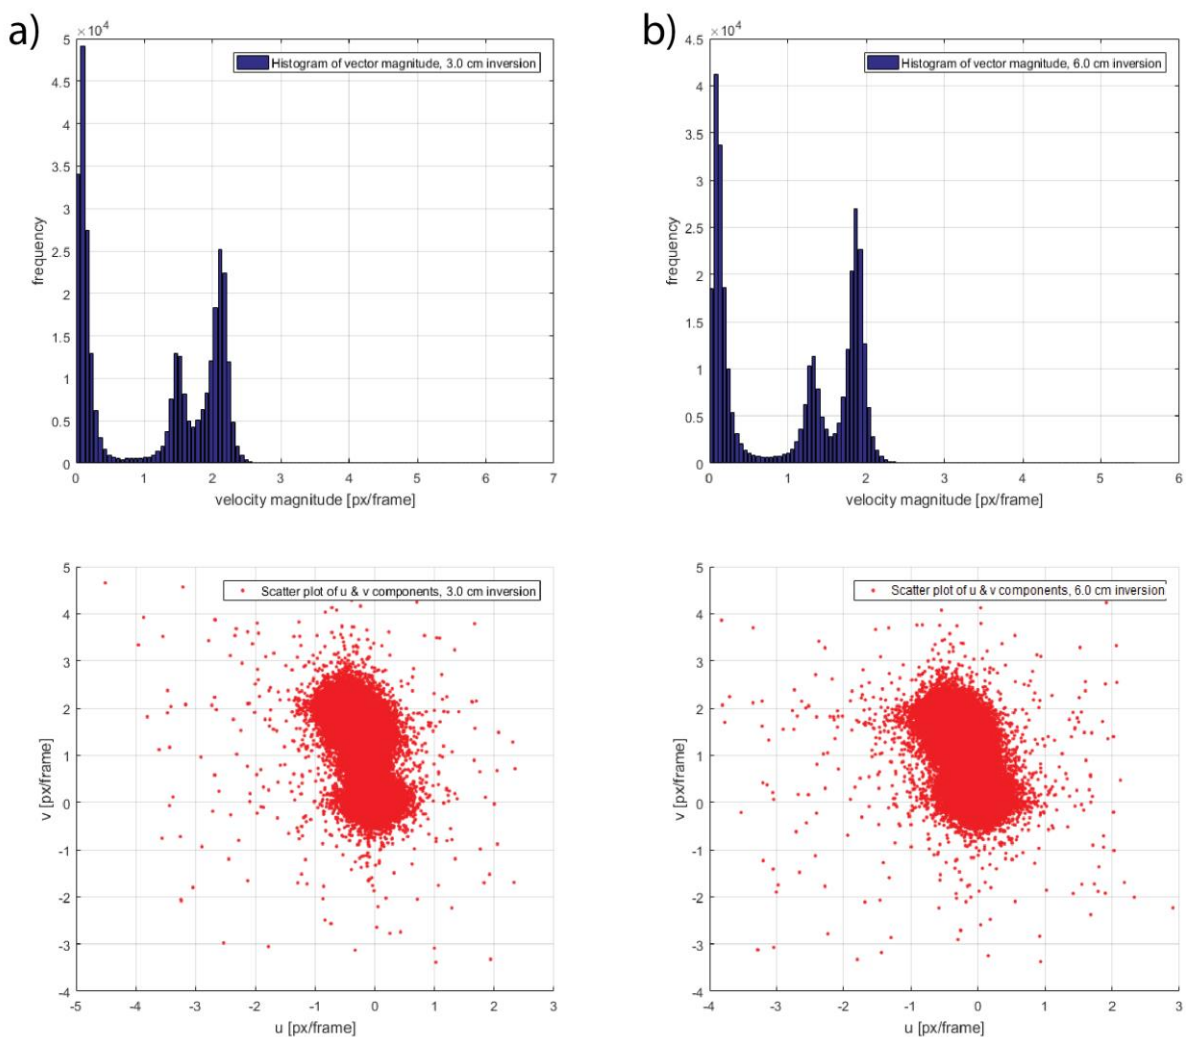 a)
×10⁴
5
4.5
4
3.5
3
2.5
2
1.5
1
0.5
0
frequency
Histogram of vector magnitude, 3.0 cm inversion
0 1 2 3 4 5 6 7
velocity magnitude [px/frame]
b)
×10⁴
4.5
4
3.5
3
2.5
2
1.5
1
0.5
0
frequency
Histogram of vector magnitude, 6.0 cm inversion
0 1 2 3 4 5 6
velocity magnitude [px/frame]
5
4
3
2
1
0
-1
-2
-3
-4
v [px/frame]
Scatter plot of u & v components, 3.0 cm inversion
-5 -4 -3 -2 -1 0 1 2 3
u [px/frame]
5
4
3
2
1
0
-1
-2
-3
-4
v [px/frame]
Scatter plot of u & v components, 6.0 cm inversion
-4 -3 -2 -1 0 1 2 3
u [px/frame]